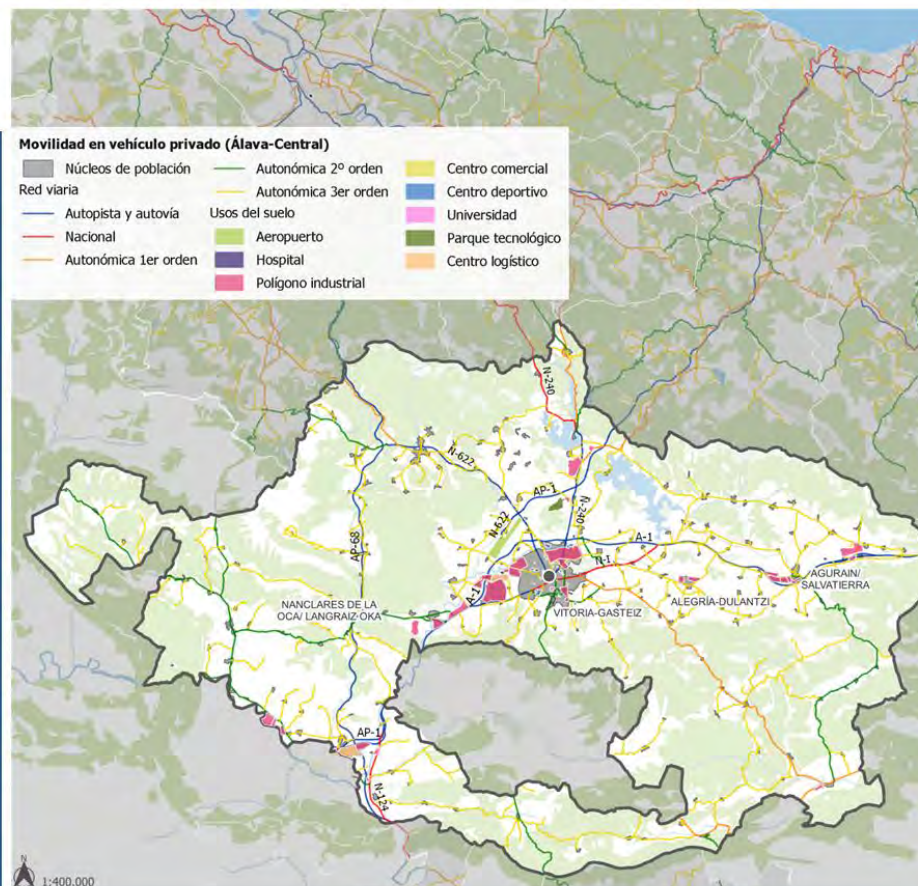 Movilidad en vehículo privado (Álava-Central)
Núcleos de población
Red viaria
Autopista y autovía
Nacional
Autonómica 1er orden
Autonómica 2º orden
Autonómica 3er orden
Usos del suelo
Aeropuerto
Hospital
Polígono industrial
Centro comercial
Centro deportivo
Universidad
Parque tecnológico
Centro logístico
N-240
N-622
AP-1
N-622
N-240
AP-68
A-1
N-I
A-1
AGURAIN/
SALVATIERRA
NANCLARES DE LA
OCA/ LANGRAIZ-OKA
VITORIA-GASTEIZ
ALEGRÍA-DULANTZI
AP-1
N-124
N
1:400.000